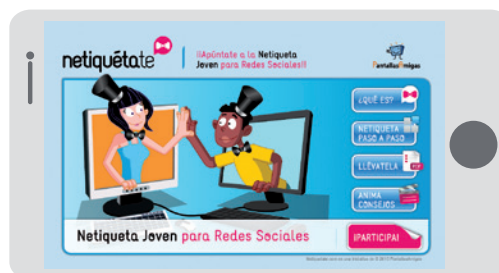 netiquétate
¡¡Apúntate a la Netiqueta
Joven para Redes Sociales!!
PantallasAmigas
¿QUÉ ES?
NETIQUETA
PASO A PASO
LLÉVATELA
PDF
ANIMA
CONSEJOS
Netiqueta Joven para Redes Sociales
¡¡PARTICIPA!